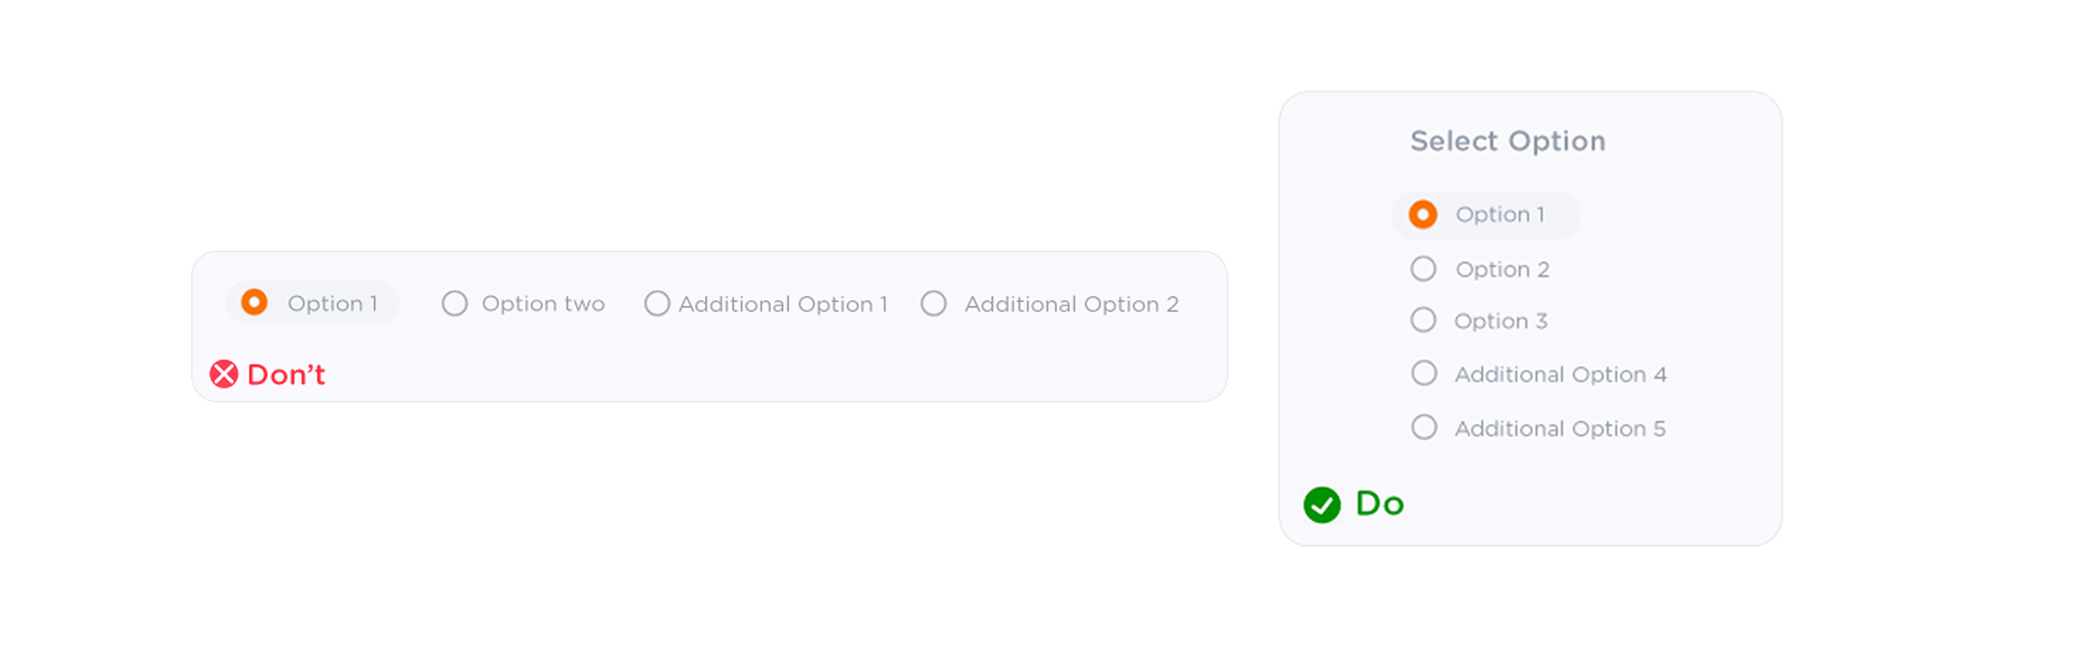 Option 1 Option two Additional Option 1 Additional Option 2
Don't
Select Option
Option 1
Option 2
Option 3
Additional Option 4
Additional Option 5
Do